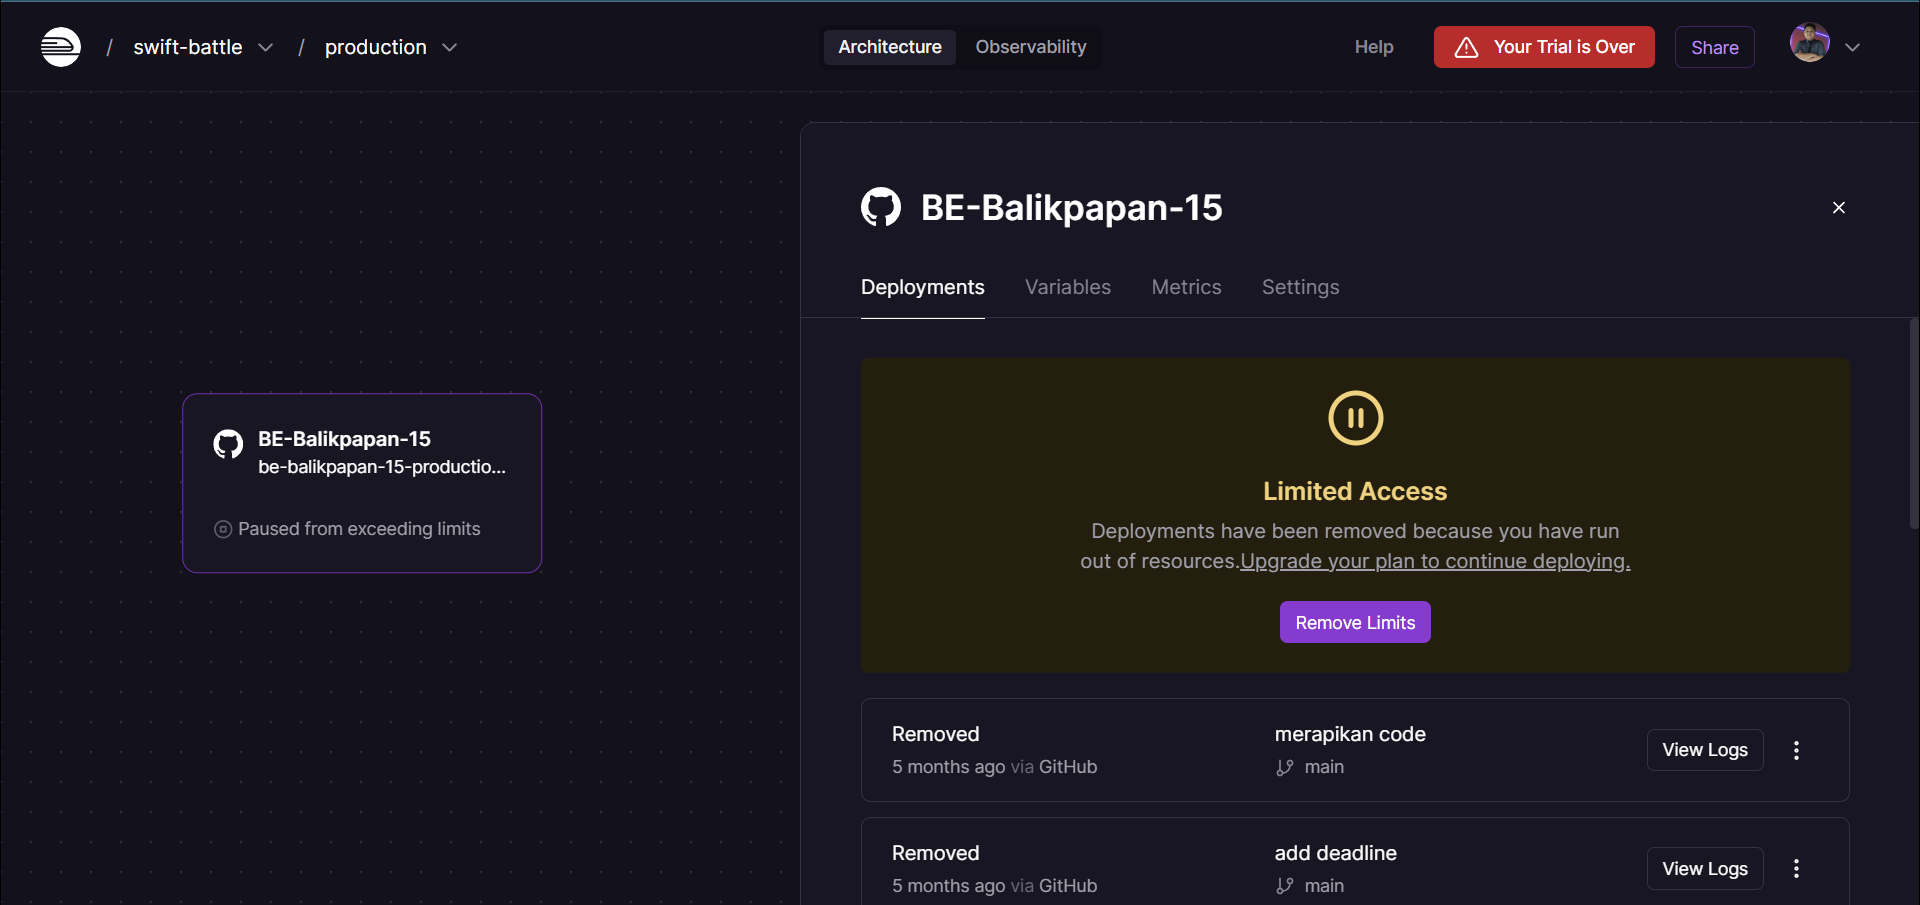 / swift-battle / production
Architecture Observability
Help Your Trial is Over Share
BE-Balikpapan-15
be-balikpapan-15-productio...
Paused from exceeding limits
BE-Balikpapan-15
Deployments Variables Metrics Settings
Limited Access
Deployments have been removed because you have run
out of resources.Upgrade your plan to continue deploying.
Remove Limits
Removed merapikan code
5 months ago via GitHub main
View Logs
Removed add deadline
5 months ago via GitHub main
View Logs